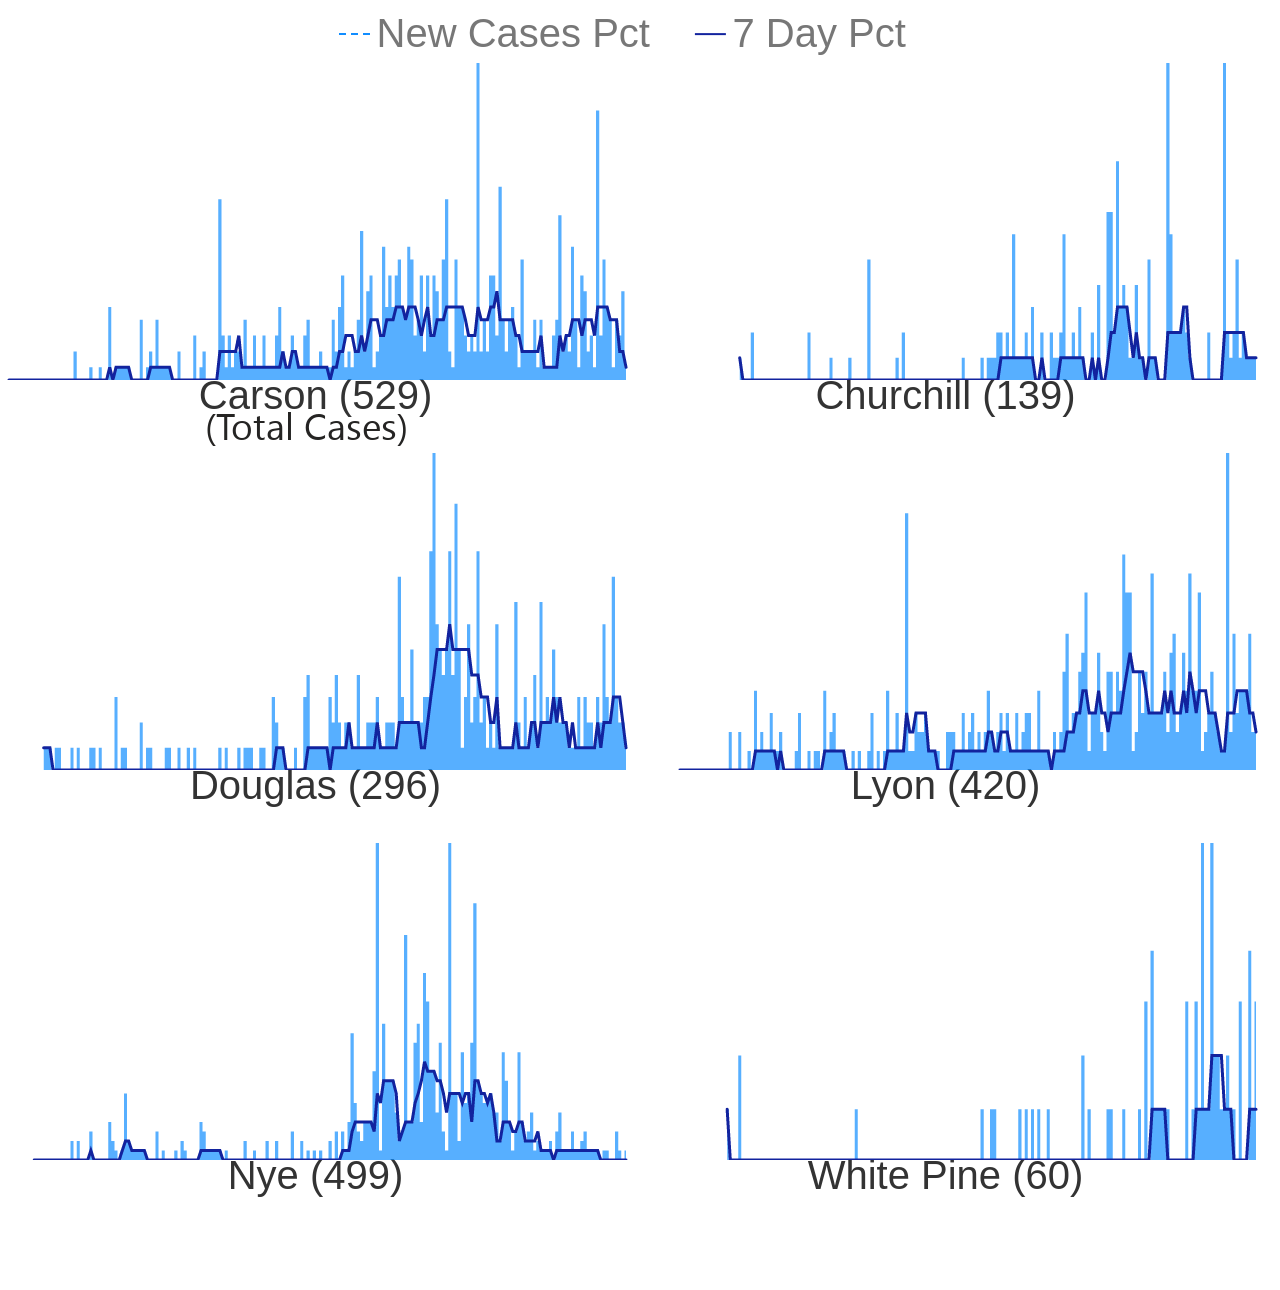 New Cases Pct 7 Day Pct
Carson (529) Churchill (139)
(Total Cases)
Douglas (296) Lyon (420)
Nye (499) White Pine (60)